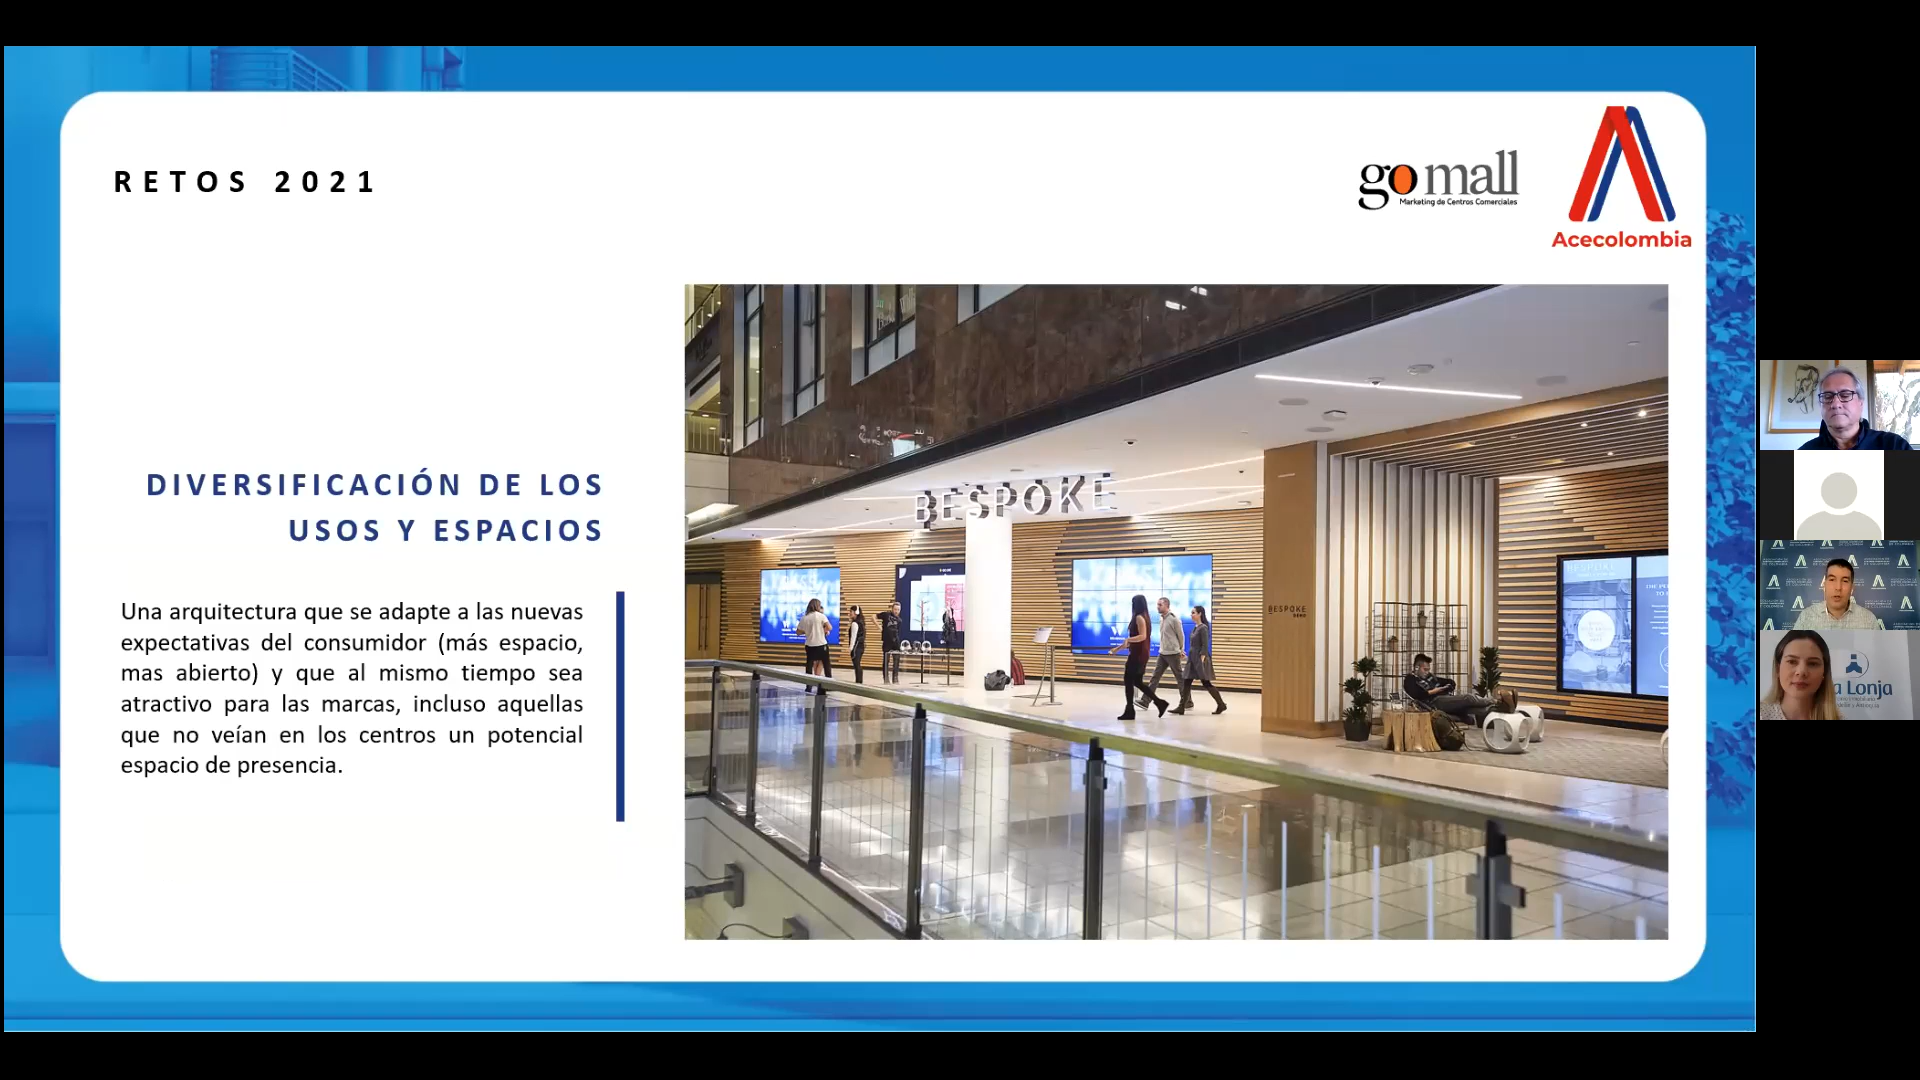 RETOS 2021
go mall
Marketing de Centros Comerciales
Acecolombia
DIVERSIFICACIÓN DE LOS
USOS Y ESPACIOS
Una arquitectura que se adapte a las nuevas
expectativas del consumidor (más espacio,
mas abierto) y que al mismo tiempo sea
atractivo para las marcas, incluso aquellas
que no veían en los centros un potencial
espacio de presencia.
BESPOKE
BESPOKE
a Lonja